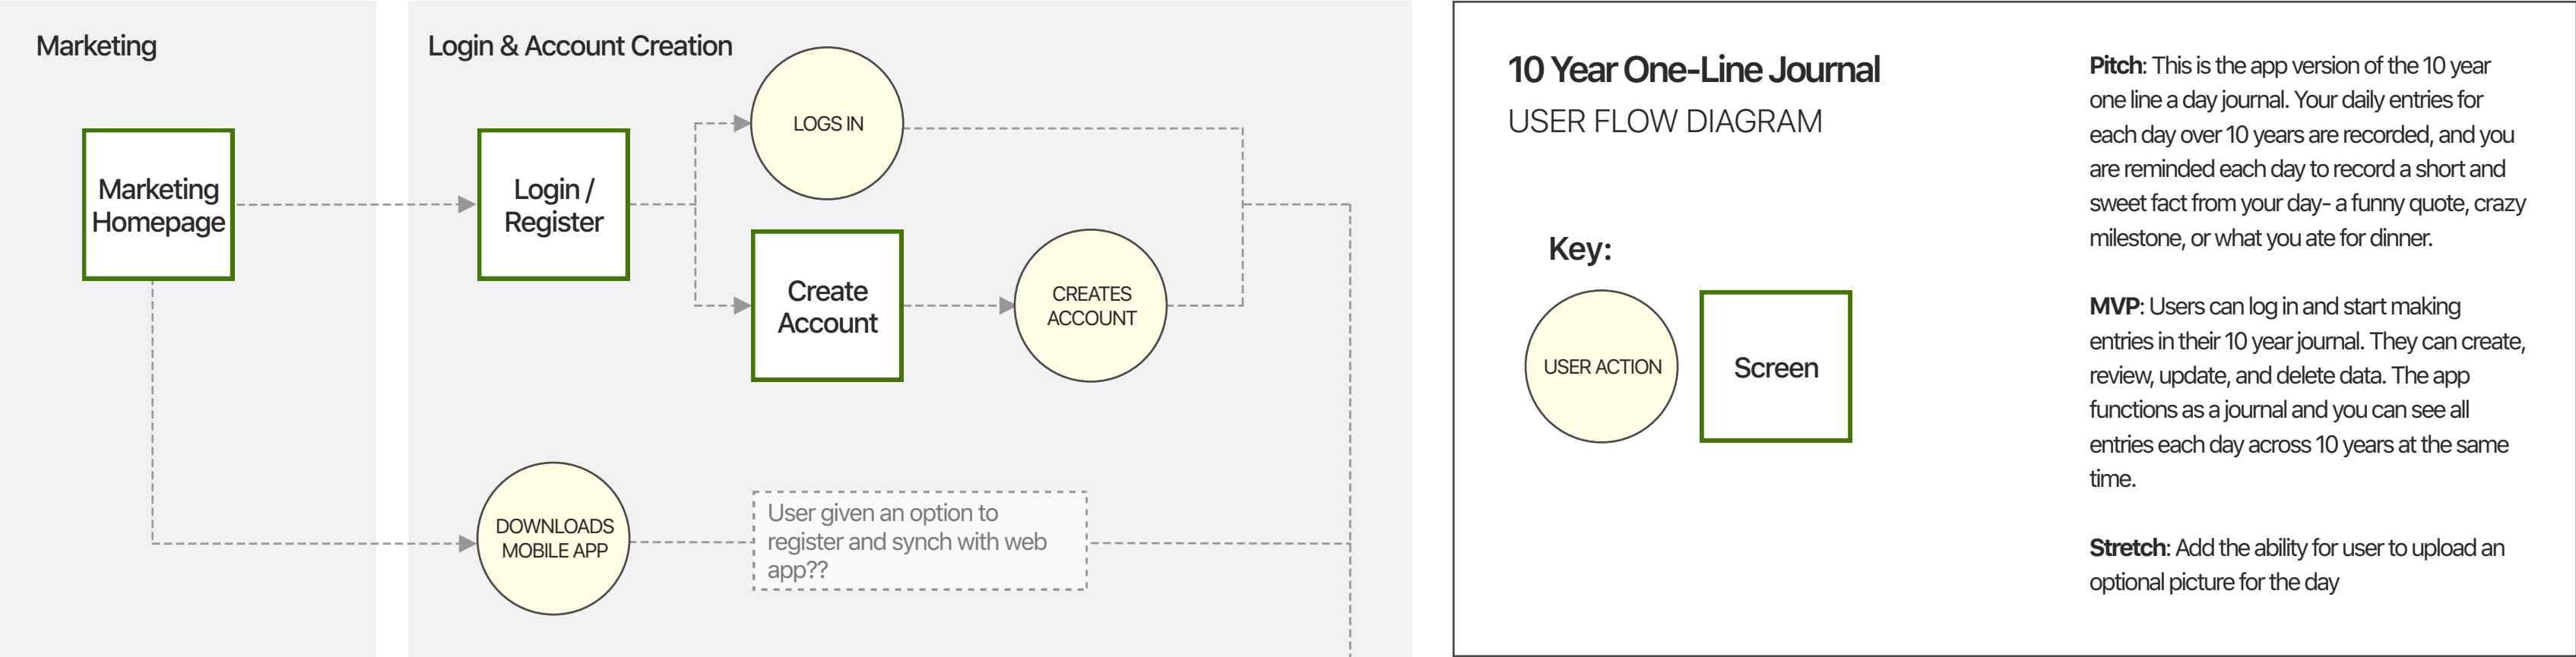 Marketing
Marketing
Homepage
Login & Account Creation
Login /
Register
LOGS IN
Create
Account
CREATES
ACCOUNT
DOWNLOADS
MOBILE APP
User given an option to
register and synch with web
app??
10 Year One-Line Journal
USER FLOW DIAGRAM
Key:
USER ACTION
Screen
Pitch: This is the app version of the 10 year
one line a day journal. Your daily entries for
each day over 10 years are recorded, and you
are reminded each day to record a short and
sweet fact from your day- a funny quote, crazy
milestone, or what you ate for dinner.
MVP: Users can log in and start making
entries in their 10 year journal. They can create,
review, update, and delete data. The app
functions as a journal and you can see all
entries each day across 10 years at the same
time.
Stretch: Add the ability for user to upload an
optional picture for the day